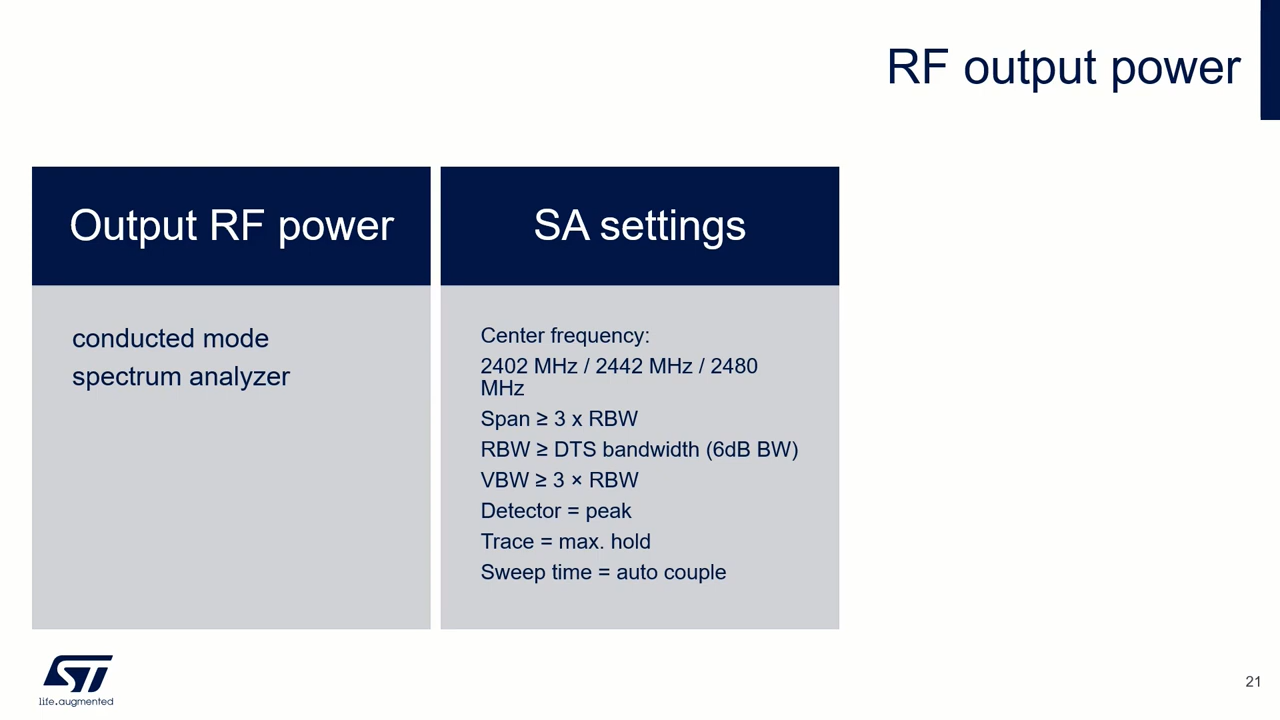 RF output power
Output RF power
conducted mode
spectrum analyzer
SA settings
Center frequency:
2402 MHz / 2442 MHz / 2480
MHz
Span ≥ 3 x RBW
RBW ≥ DTS bandwidth (6dB BW)
VBW ≥ 3 × RBW
Detector = peak
Trace = max. hold
Sweep time = auto couple
ST
life.augmented
21